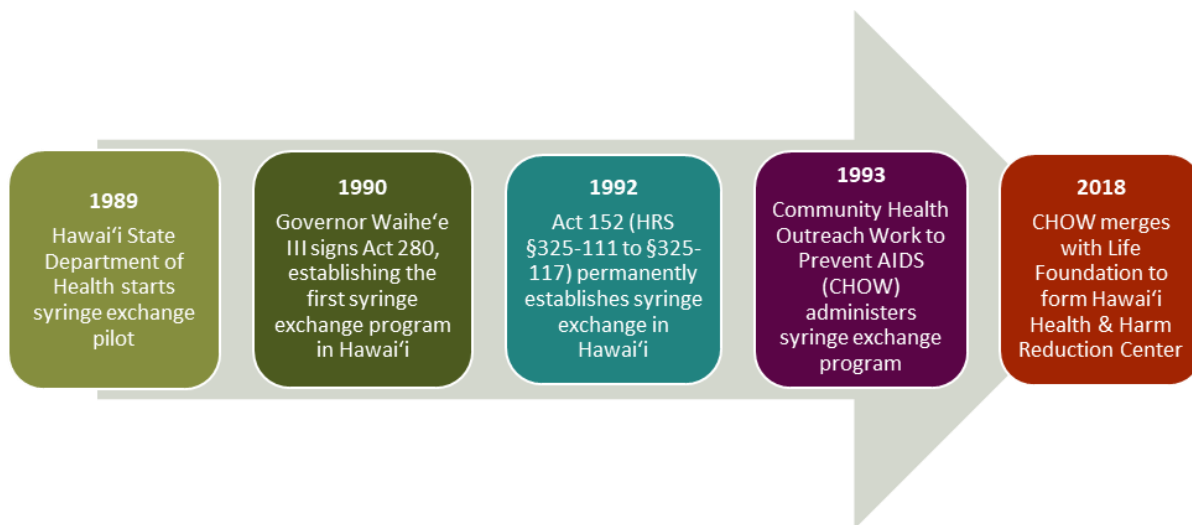 1989
Hawaiʻi State
Department of
Health starts
syringe exchange
pilot
1990
Governor Waiheʻe
III signs Act 280,
establishing the
first syringe
exchange program
in Hawaiʻi
1992
Act 152 (HRS
§325-111 to §325-
117) permanently
establishes syringe
exchange in
Hawaiʻi
1993
Community Health
Outreach Work to
Prevent AIDS
(CHOW)
administers
syringe exchange
program
2018
CHOW merges
with Life
Foundation to
form Hawaiʻi
Health & Harm
Reduction Center